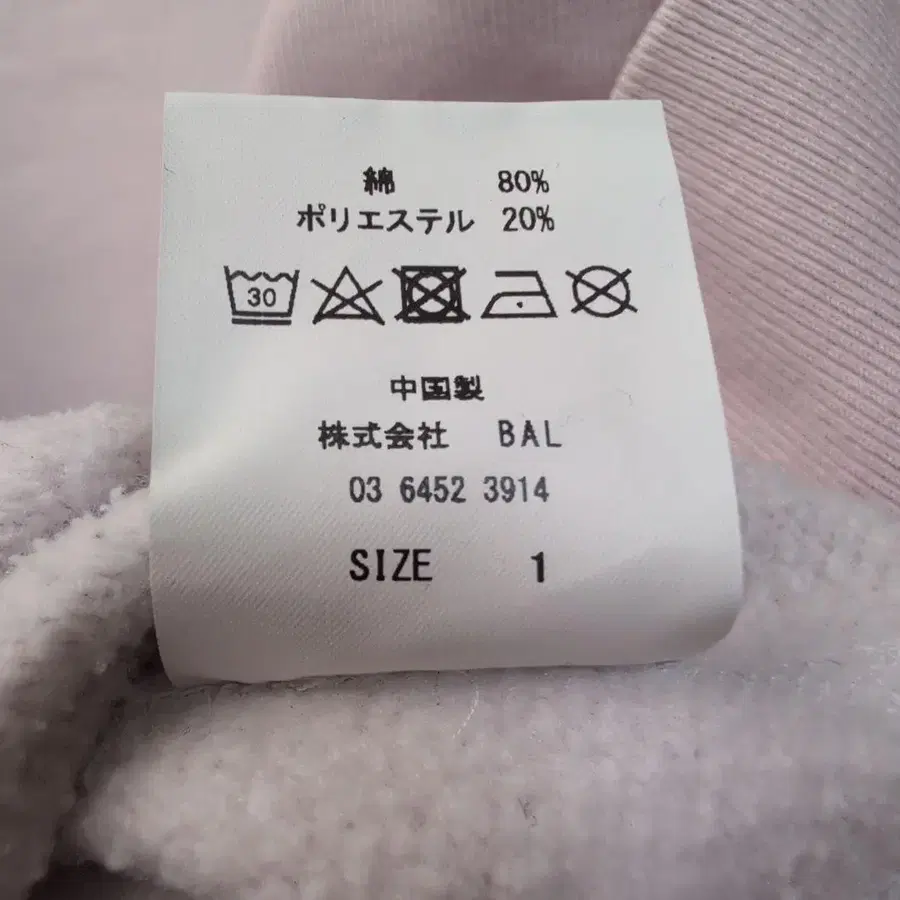 綿 80%
ポリエステル 20%
30
中国製
株式会社 BAL
03 6452 3914
SIZE 1